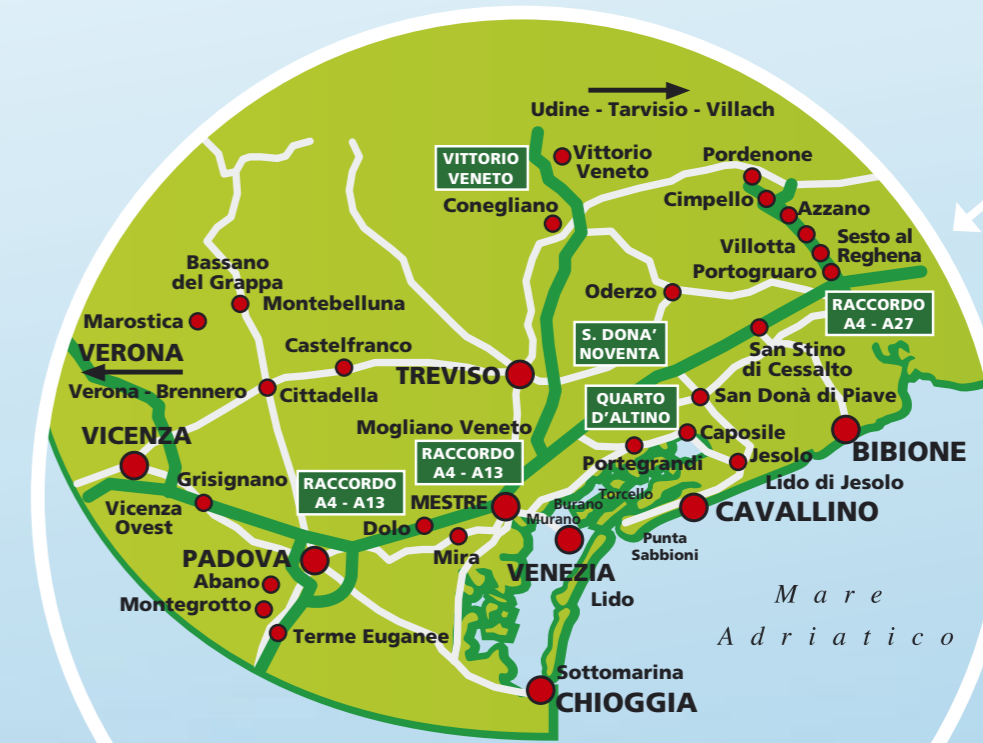 Udine - Tarvisio - Villach
VITTORIO
VENETO
Vittorio
Veneto
Pordenone
Conegliano
Cimpello
Azzano
Villotta
Sesto al
Reghena
Portogruaro
Bassano
del Grappa
Montebelluna
Oderzo
RACCORDO
A4 - A27
Marostica
S. DONA'
NOVENTA
VERONA
Castelfranco
San Stino
di Cessalto
TREVISO
Verona - Brennero
Cittadella
QUARTO
D'ALTINO
San Donà di Piave
VICENZA
Mogliano Veneto
Caposile
BIBIONE
RACCORDO
A4 - A13
Portegrandi
Jesolo
Grisignano
RACCORDO
A4 - A13
MESTRE
Lido di Jesolo
Torcello
Burano
Murano
Vicenza
Ovest
CAVALLINO
Dolo
Punta
Sabbioni
PADOVA
Mira
VENEZIA
Abano
Lido
Mare
Adriatico
Montegrotto
Terme Euganee
Sottomarina
CHIOGGIA